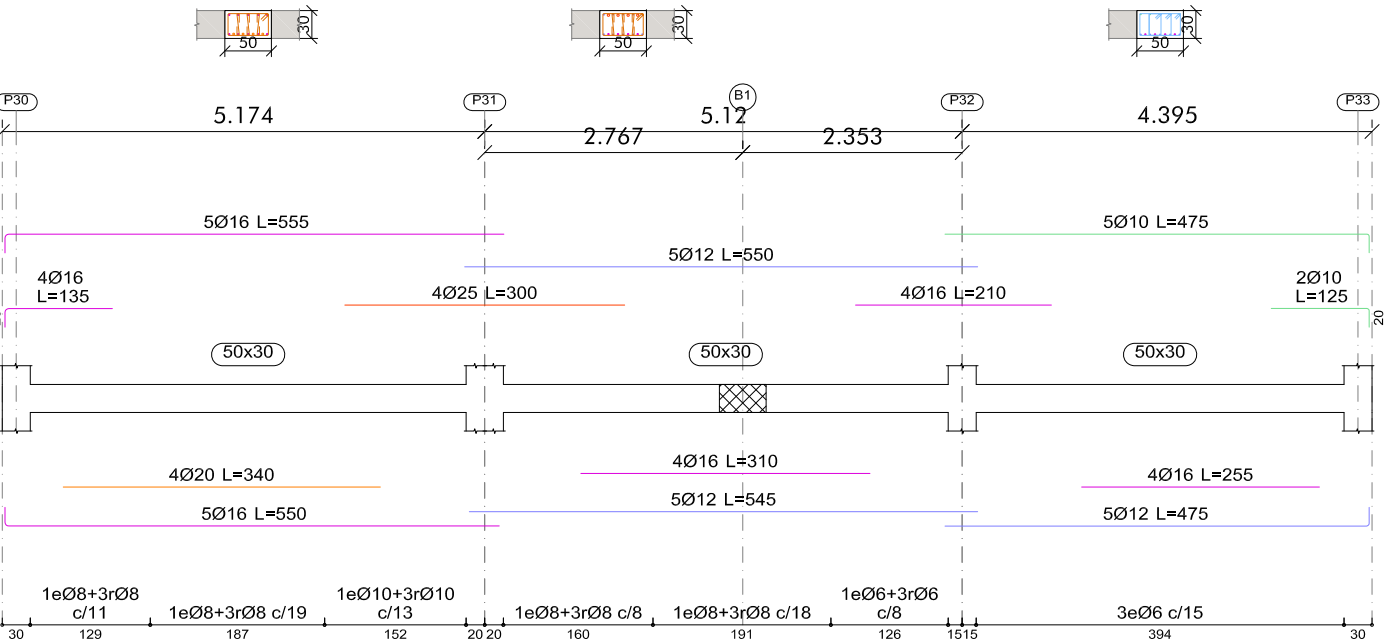 30
50
30
50
30
50
P30
P31
B1
P32
P33
5.174
5.12
4.395
2.767
2.353
5Ø16 L=555
5Ø10 L=475
5Ø12 L=550
4Ø16
L=135
4Ø25 L=300
4Ø16 L=210
2Ø10
L=125
20
50x30
50x30
50x30
4Ø20 L=340
4Ø16 L=310
4Ø16 L=255
5Ø16 L=550
5Ø12 L=545
5Ø12 L=475
1eØ8+3rØ8
c/11
1eØ8+3rØ8 c/19
1eØ10+3rØ10
c/13
1eØ8+3rØ8 c/8
1eØ8+3rØ8 c/18
1eØ6+3rØ6
c/8
3eØ6 c/15
30
129
187
152
20
20
160
191
126
15
15
394
30